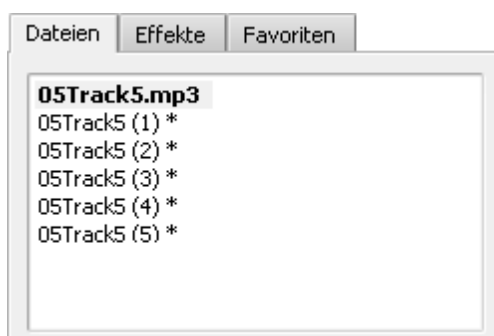 Dateien Effekte Favoriten
05Track5.mp3
05Track5 (1) *
05Track5 (2) *
05Track5 (3) *
05Track5 (4) *
05Track5 (5) *